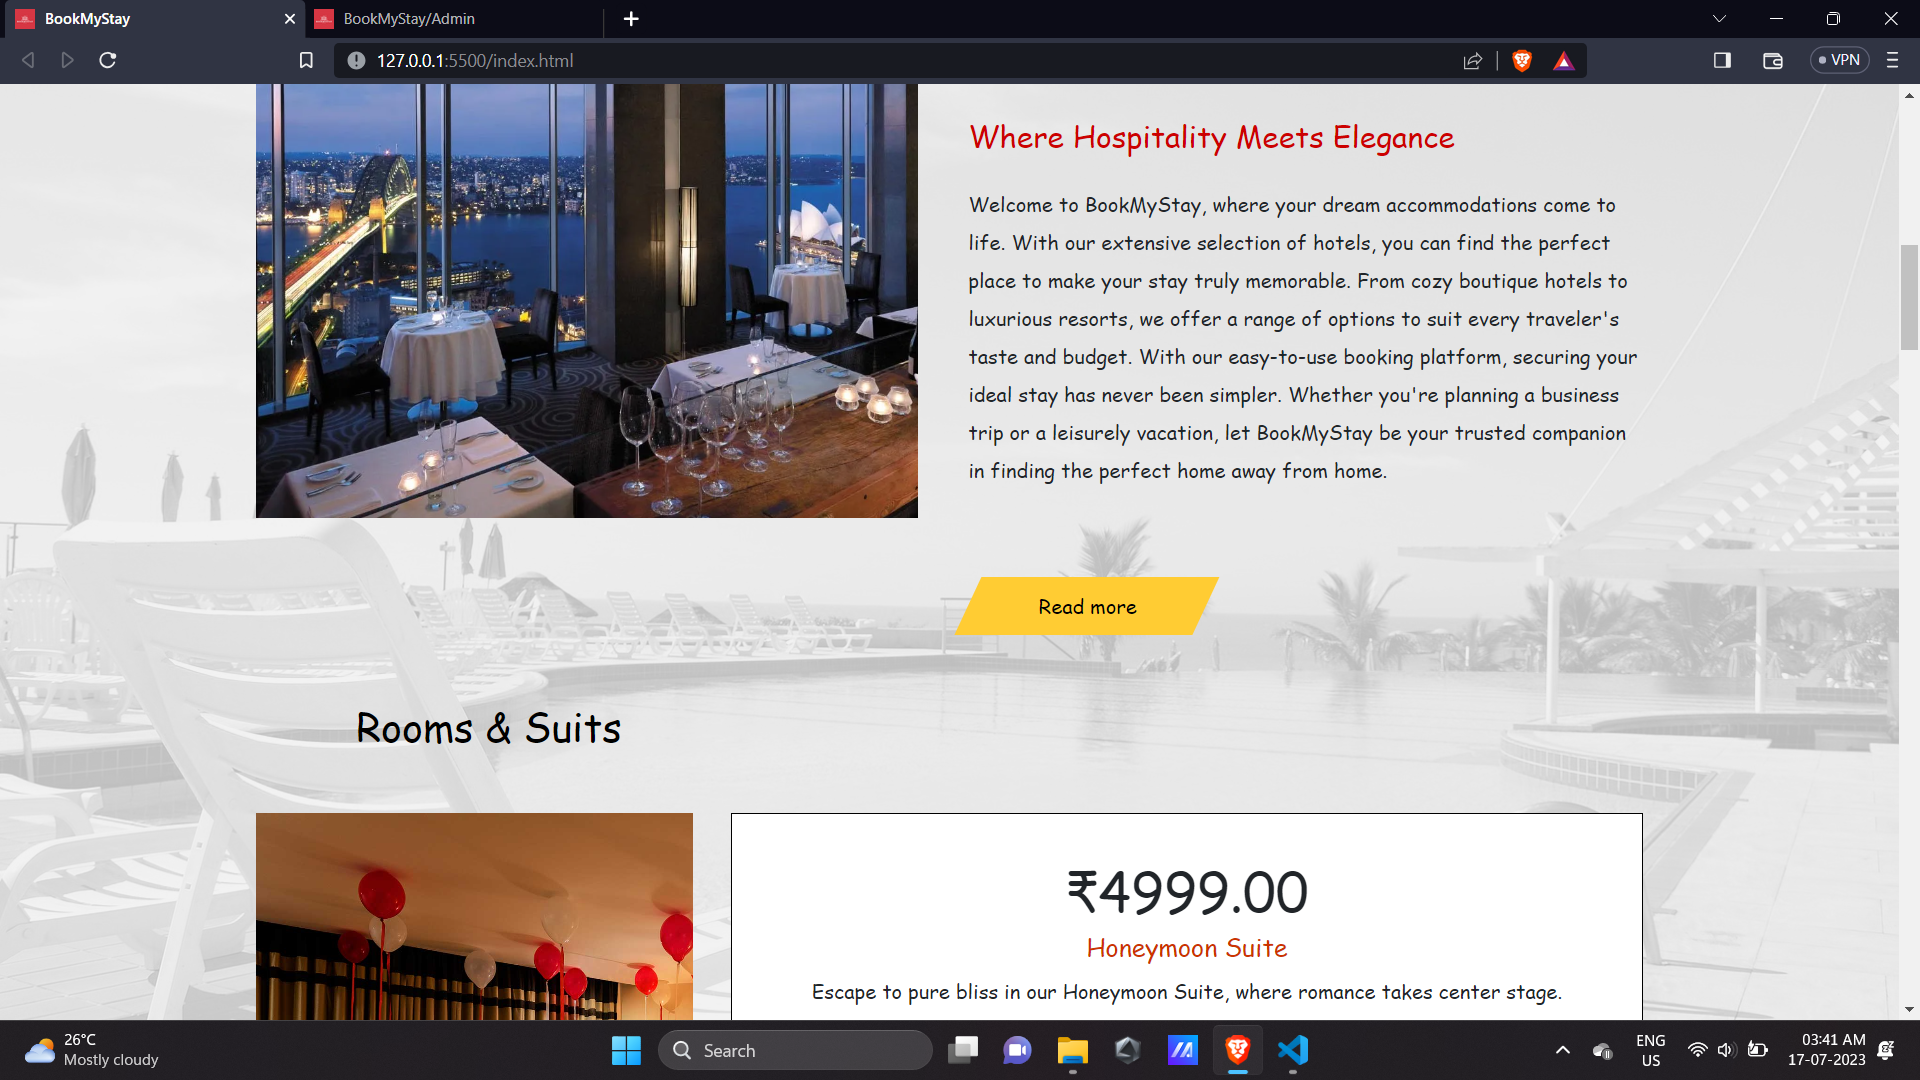 BookMyStay
BookMyStay/Admin
127.0.0.1:5500/index.html
VPN
Where Hospitality Meets Elegance
Welcome to BookMyStay, where your dream accommodations come to
life. With our extensive selection of hotels, you can find the perfect
place to make your stay truly memorable. From cozy boutique hotels to
luxurious resorts, we offer a range of options to suit every traveler's
taste and budget. With our easy-to-use booking platform, securing your
ideal stay has never been simpler. Whether you're planning a business
trip or a leisurely vacation, let BookMyStay be your trusted companion
in finding the perfect home away from home.
Read more
Rooms & Suits
₹4999.00
Honeymoon Suite
Escape to pure bliss in our Honeymoon Suite, where romance takes center stage.
26°C
Mostly cloudy
Search
ENG
US
03:41 AM
17-07-2023